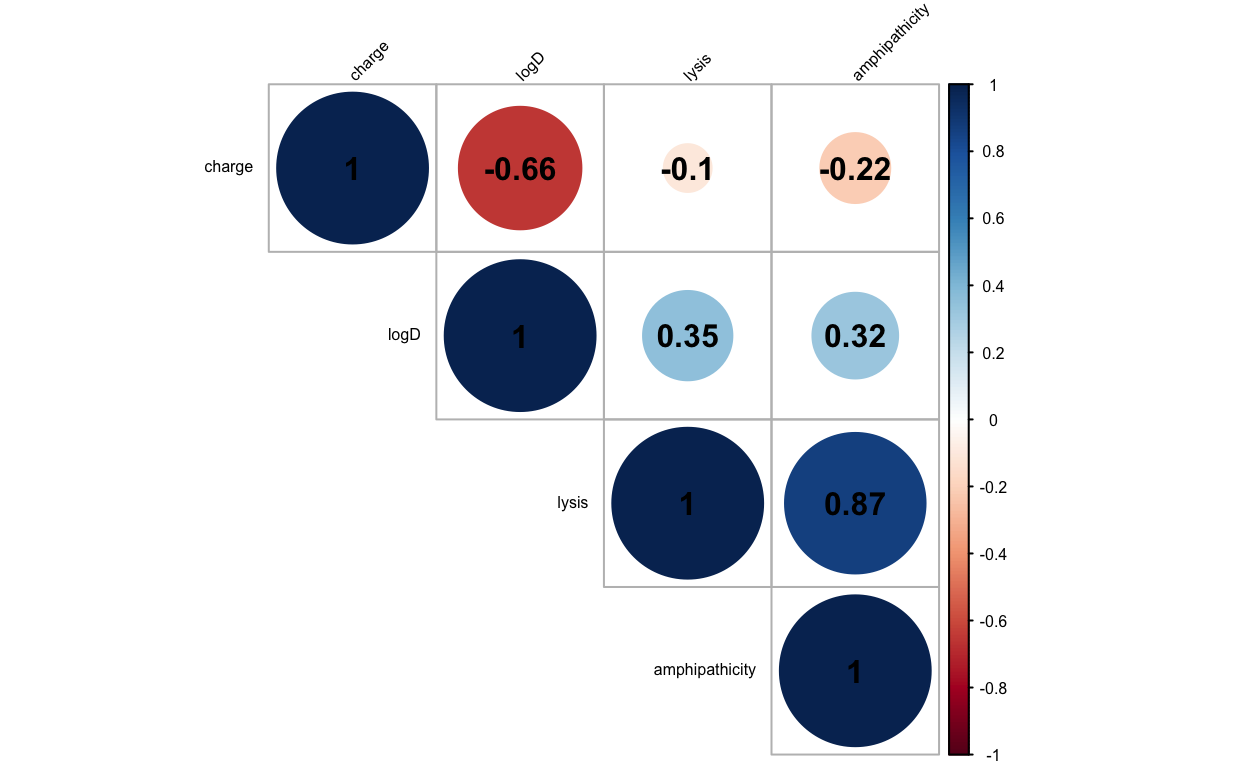 charge logD lysis amphipathicity
charge 1 -0.66 -0.1 -0.22
logD 1 0.35 0.32
lysis 1 0.87
amphipathicity 1
1
0.8
0.6
0.4
0.2
0
-0.2
-0.4
-0.6
-0.8
-1